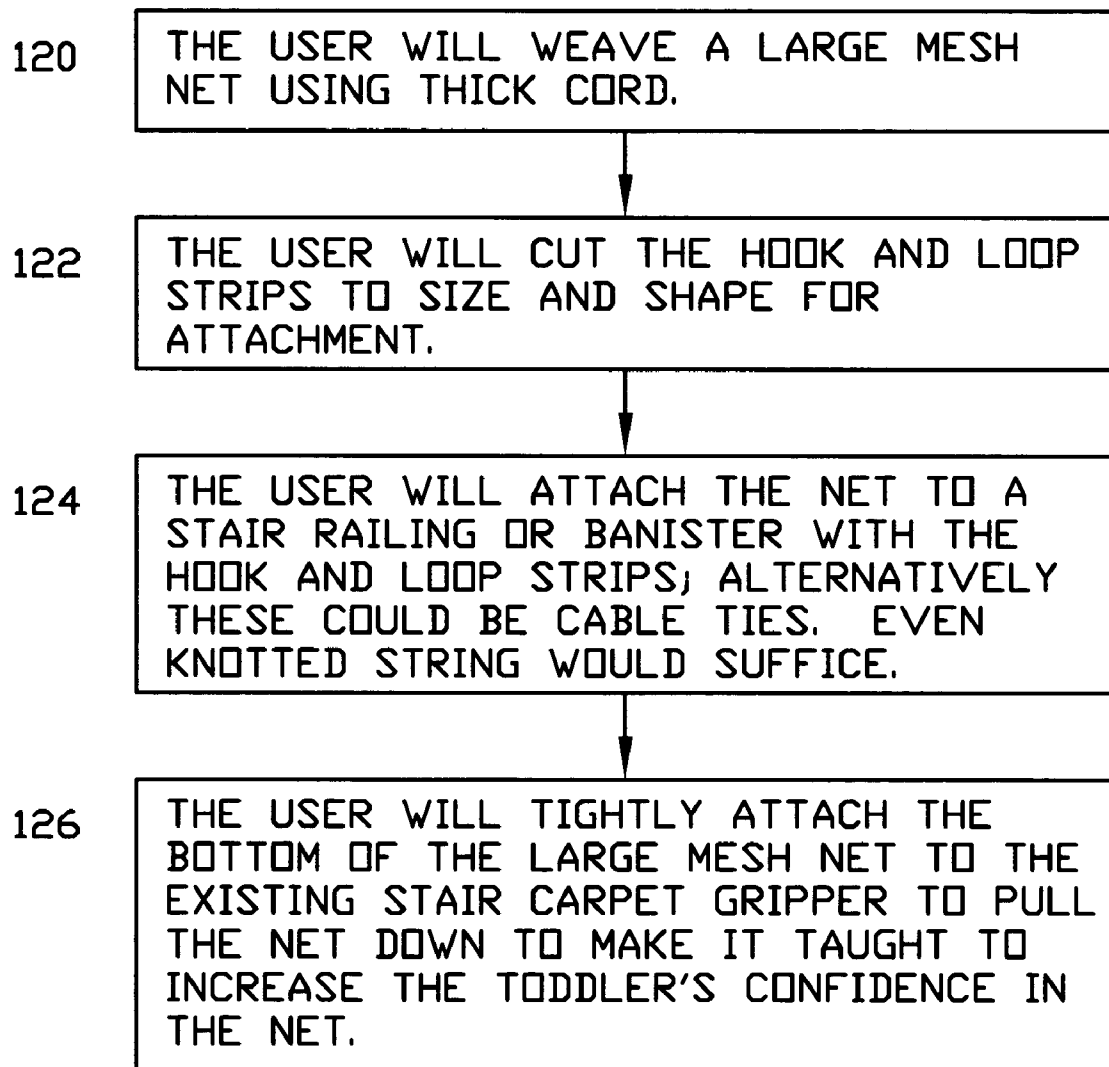 120
THE USER WILL WEAVE A LARGE MESH
NET USING THICK CORD.
122
THE USER WILL CUT THE HOOK AND LOOP
STRIPS TO SIZE AND SHAPE FOR
ATTACHMENT.
124
THE USER WILL ATTACH THE NET TO A
STAIR RAILING OR BANISTER WITH THE
HOOK AND LOOP STRIPS; ALTERNATIVELY
THESE COULD BE CABLE TIES. EVEN
KNOTTED STRING WOULD SUFFICE.
126
THE USER WILL TIGHTLY ATTACH THE
BOTTOM OF THE LARGE MESH NET TO THE
EXISTING STAIR CARPET GRIPPER TO PULL
THE NET DOWN TO MAKE IT TAUGHT TO
INCREASE THE TODDLER'S CONFIDENCE IN
THE NET.